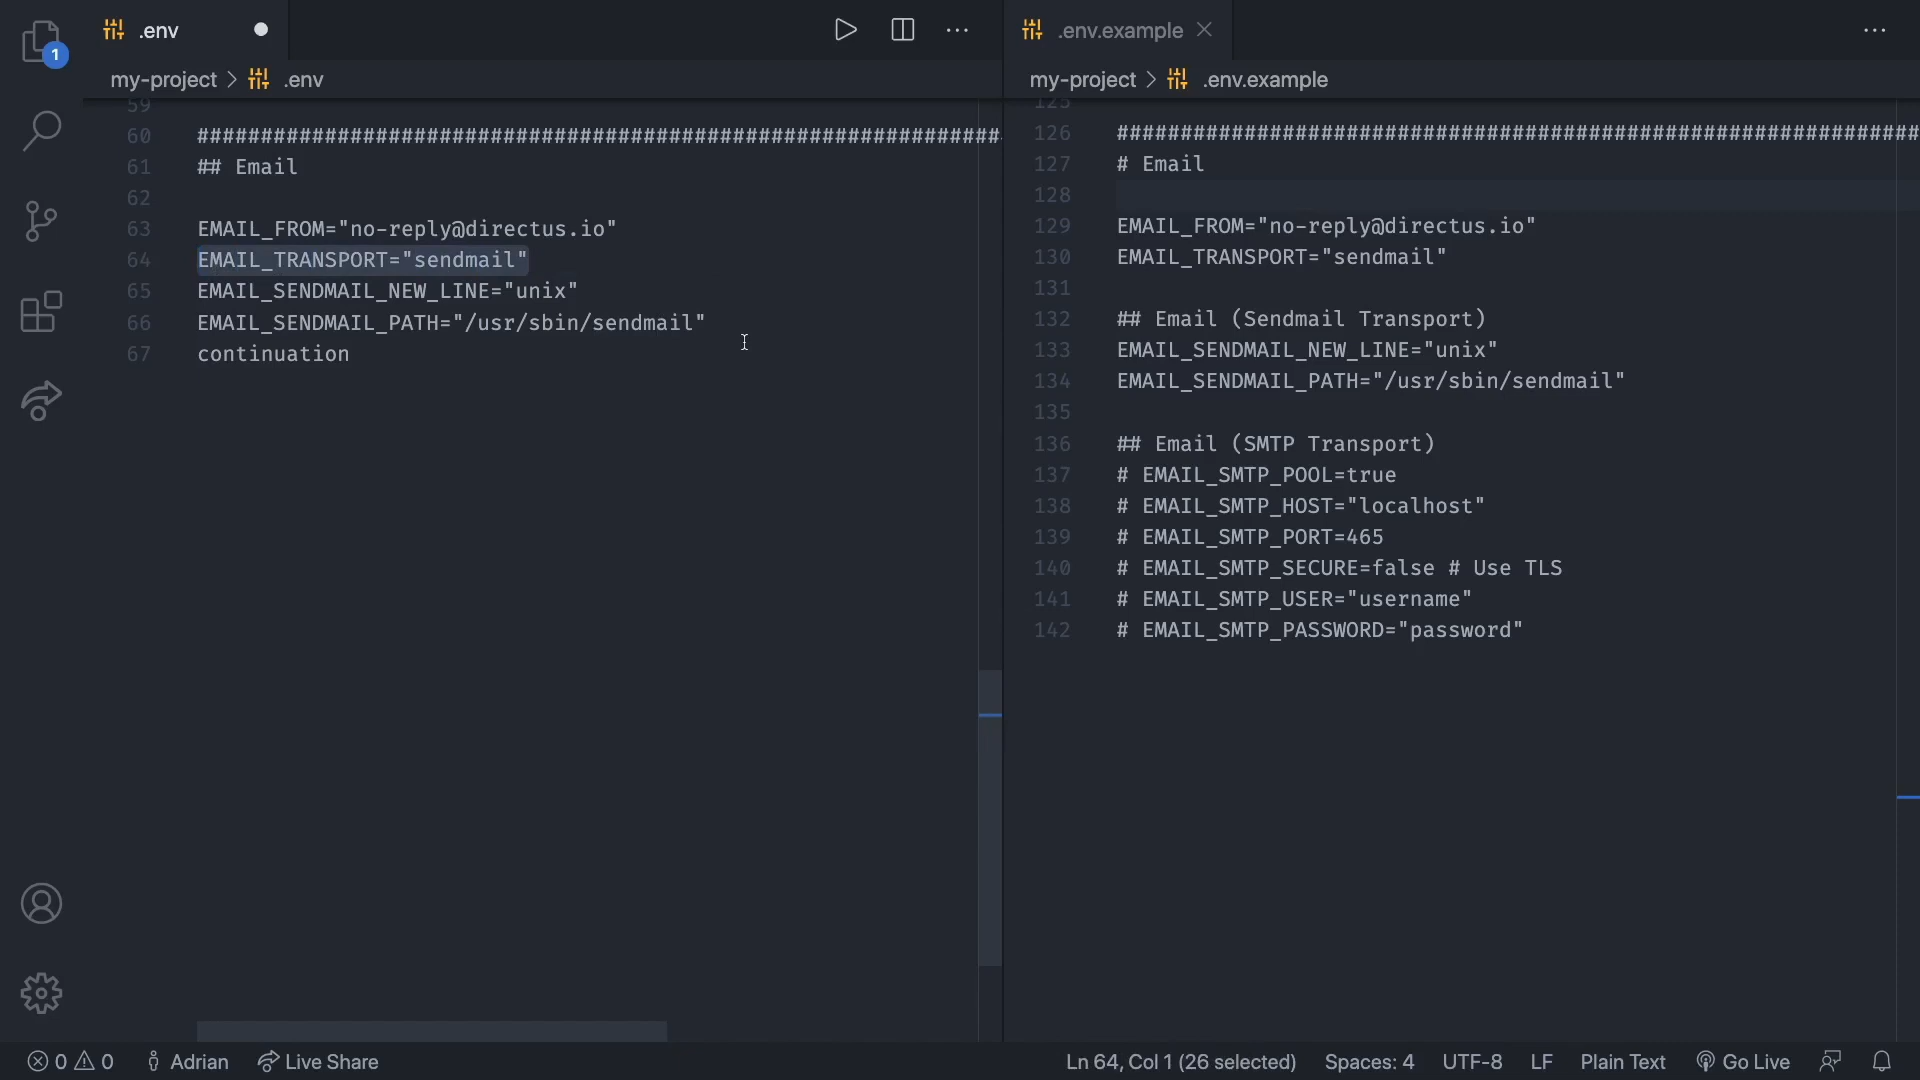 .env
.env.example
1
my-project > .env
my-project > .env.example
59
60 ###############################################################
61 ## Email
62
63 EMAIL_FROM="no-reply@directus.io"
64 EMAIL_TRANSPORT="sendmail"
65 EMAIL_SENDMAIL_NEW_LINE="unix"
66 EMAIL_SENDMAIL_PATH="/usr/sbin/sendmail"
67 continuation
125
126 ###############################################################
127 # Email
128
129 EMAIL_FROM="no-reply@directus.io"
130 EMAIL_TRANSPORT="sendmail"
131
132 ## Email (Sendmail Transport)
133 EMAIL_SENDMAIL_NEW_LINE="unix"
134 EMAIL_SENDMAIL_PATH="/usr/sbin/sendmail"
135
136 ## Email (SMTP Transport)
137 # EMAIL_SMTP_POOL=true
138 # EMAIL_SMTP_HOST="localhost"
139 # EMAIL_SMTP_PORT=465
140 # EMAIL_SMTP_SECURE=false # Use TLS
141 # EMAIL_SMTP_USER="username"
142 # EMAIL_SMTP_PASSWORD="password"
0 0 Adrian Live Share Ln 64, Col 1 (26 selected) Spaces: 4 UTF-8 LF Plain Text Go Live